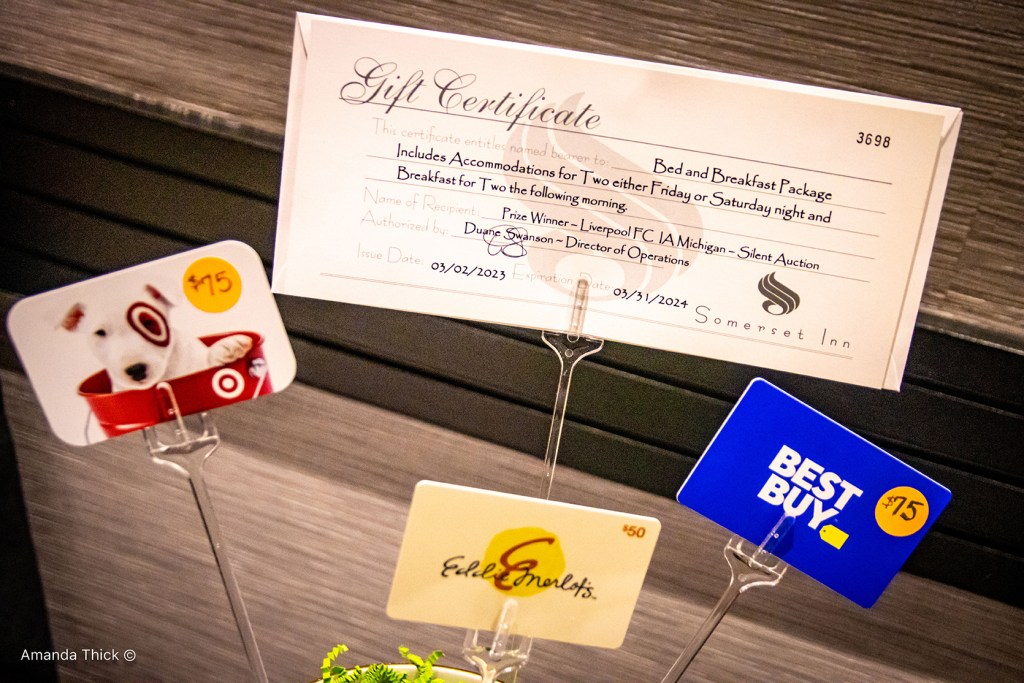 Gift Certificate
3698
This certificate entitles named bearer to: Bed and Breakfast Package
Includes Accommodations for Two either Friday or Saturday night and
Breakfast for Two the following morning.
Name of Recipient: Prize Winner – Liverpool FC IA Michigan – Silent Auction
Authorized by: Duane Swanson ~ Director of Operations
Issue Date: 03/02/2023 Expiration Date: 03/31/2024
Somerset Inn
$75
BEST
BUY
$75
$50
Eddie Merlot's
Amanda Thick ©